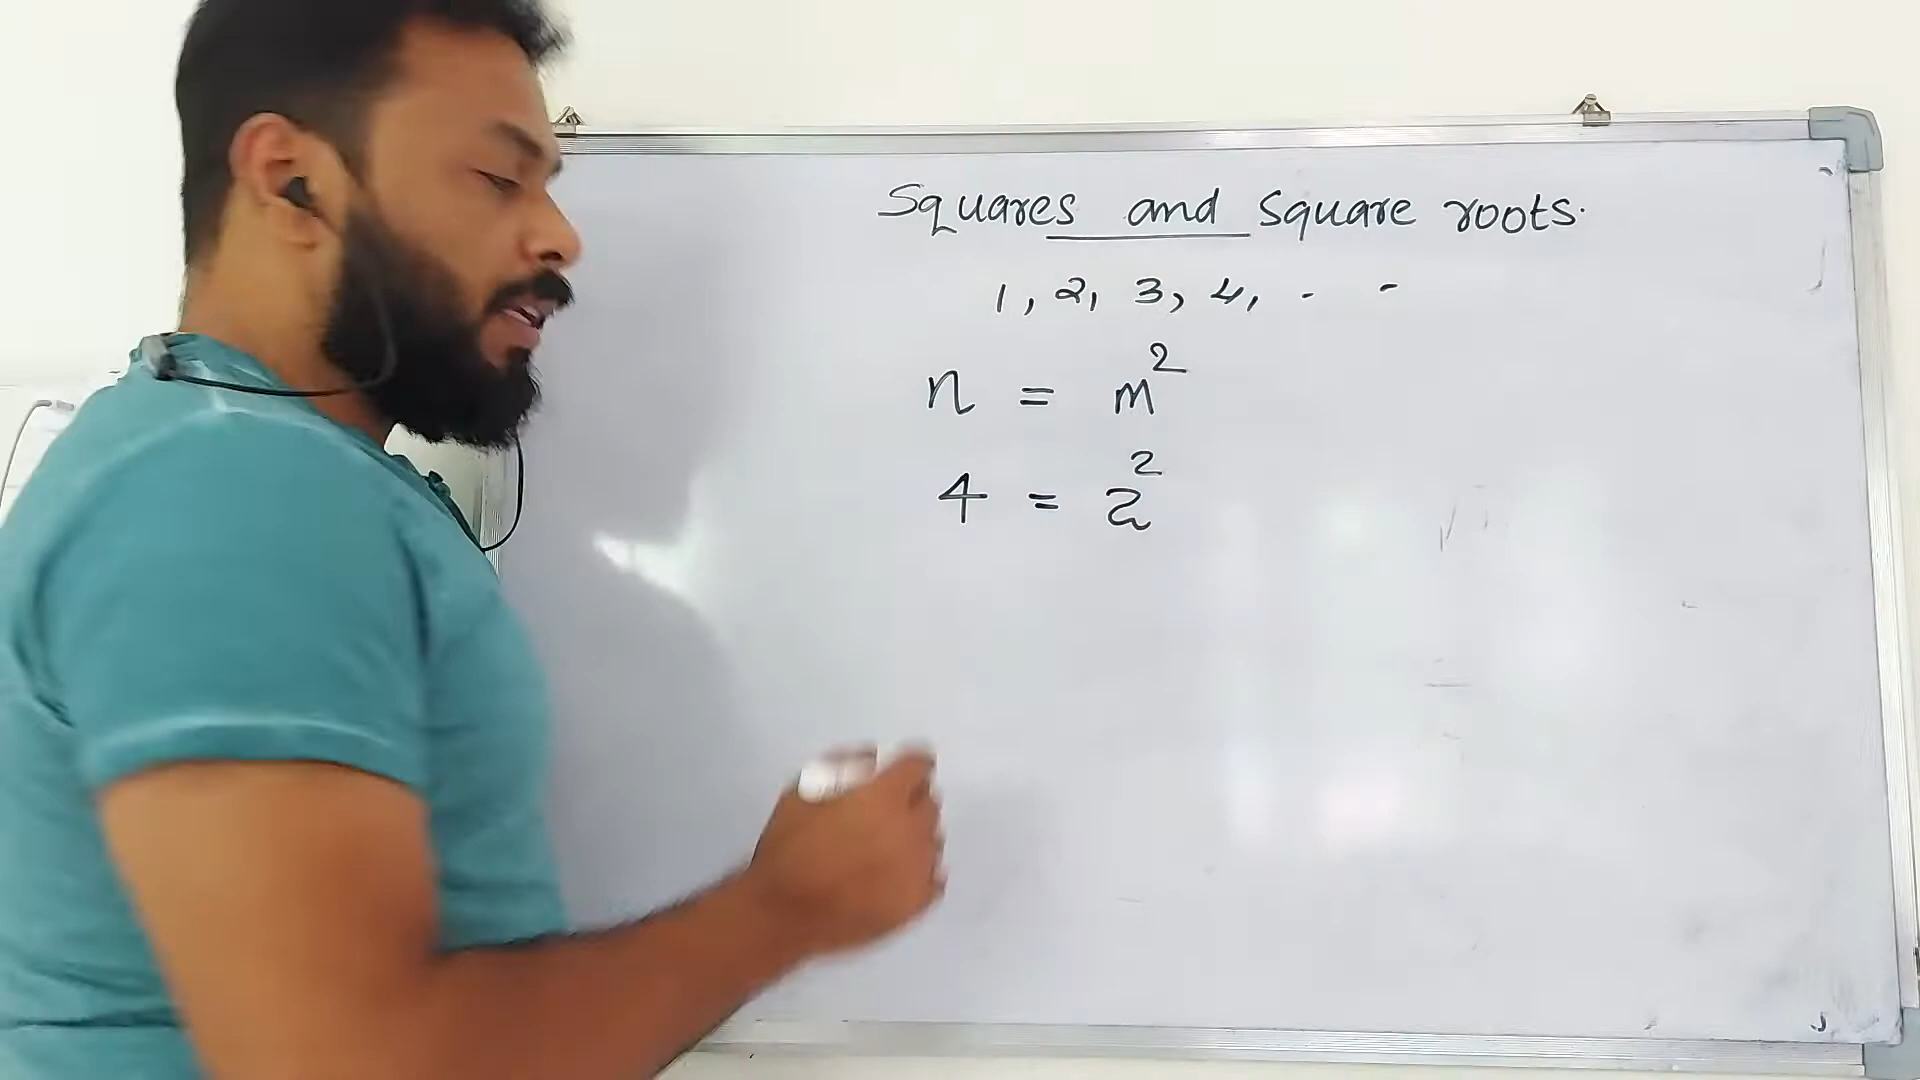 Squares and square roots.
1, 2, 3, 4, . -
n = m²
4 = 2²